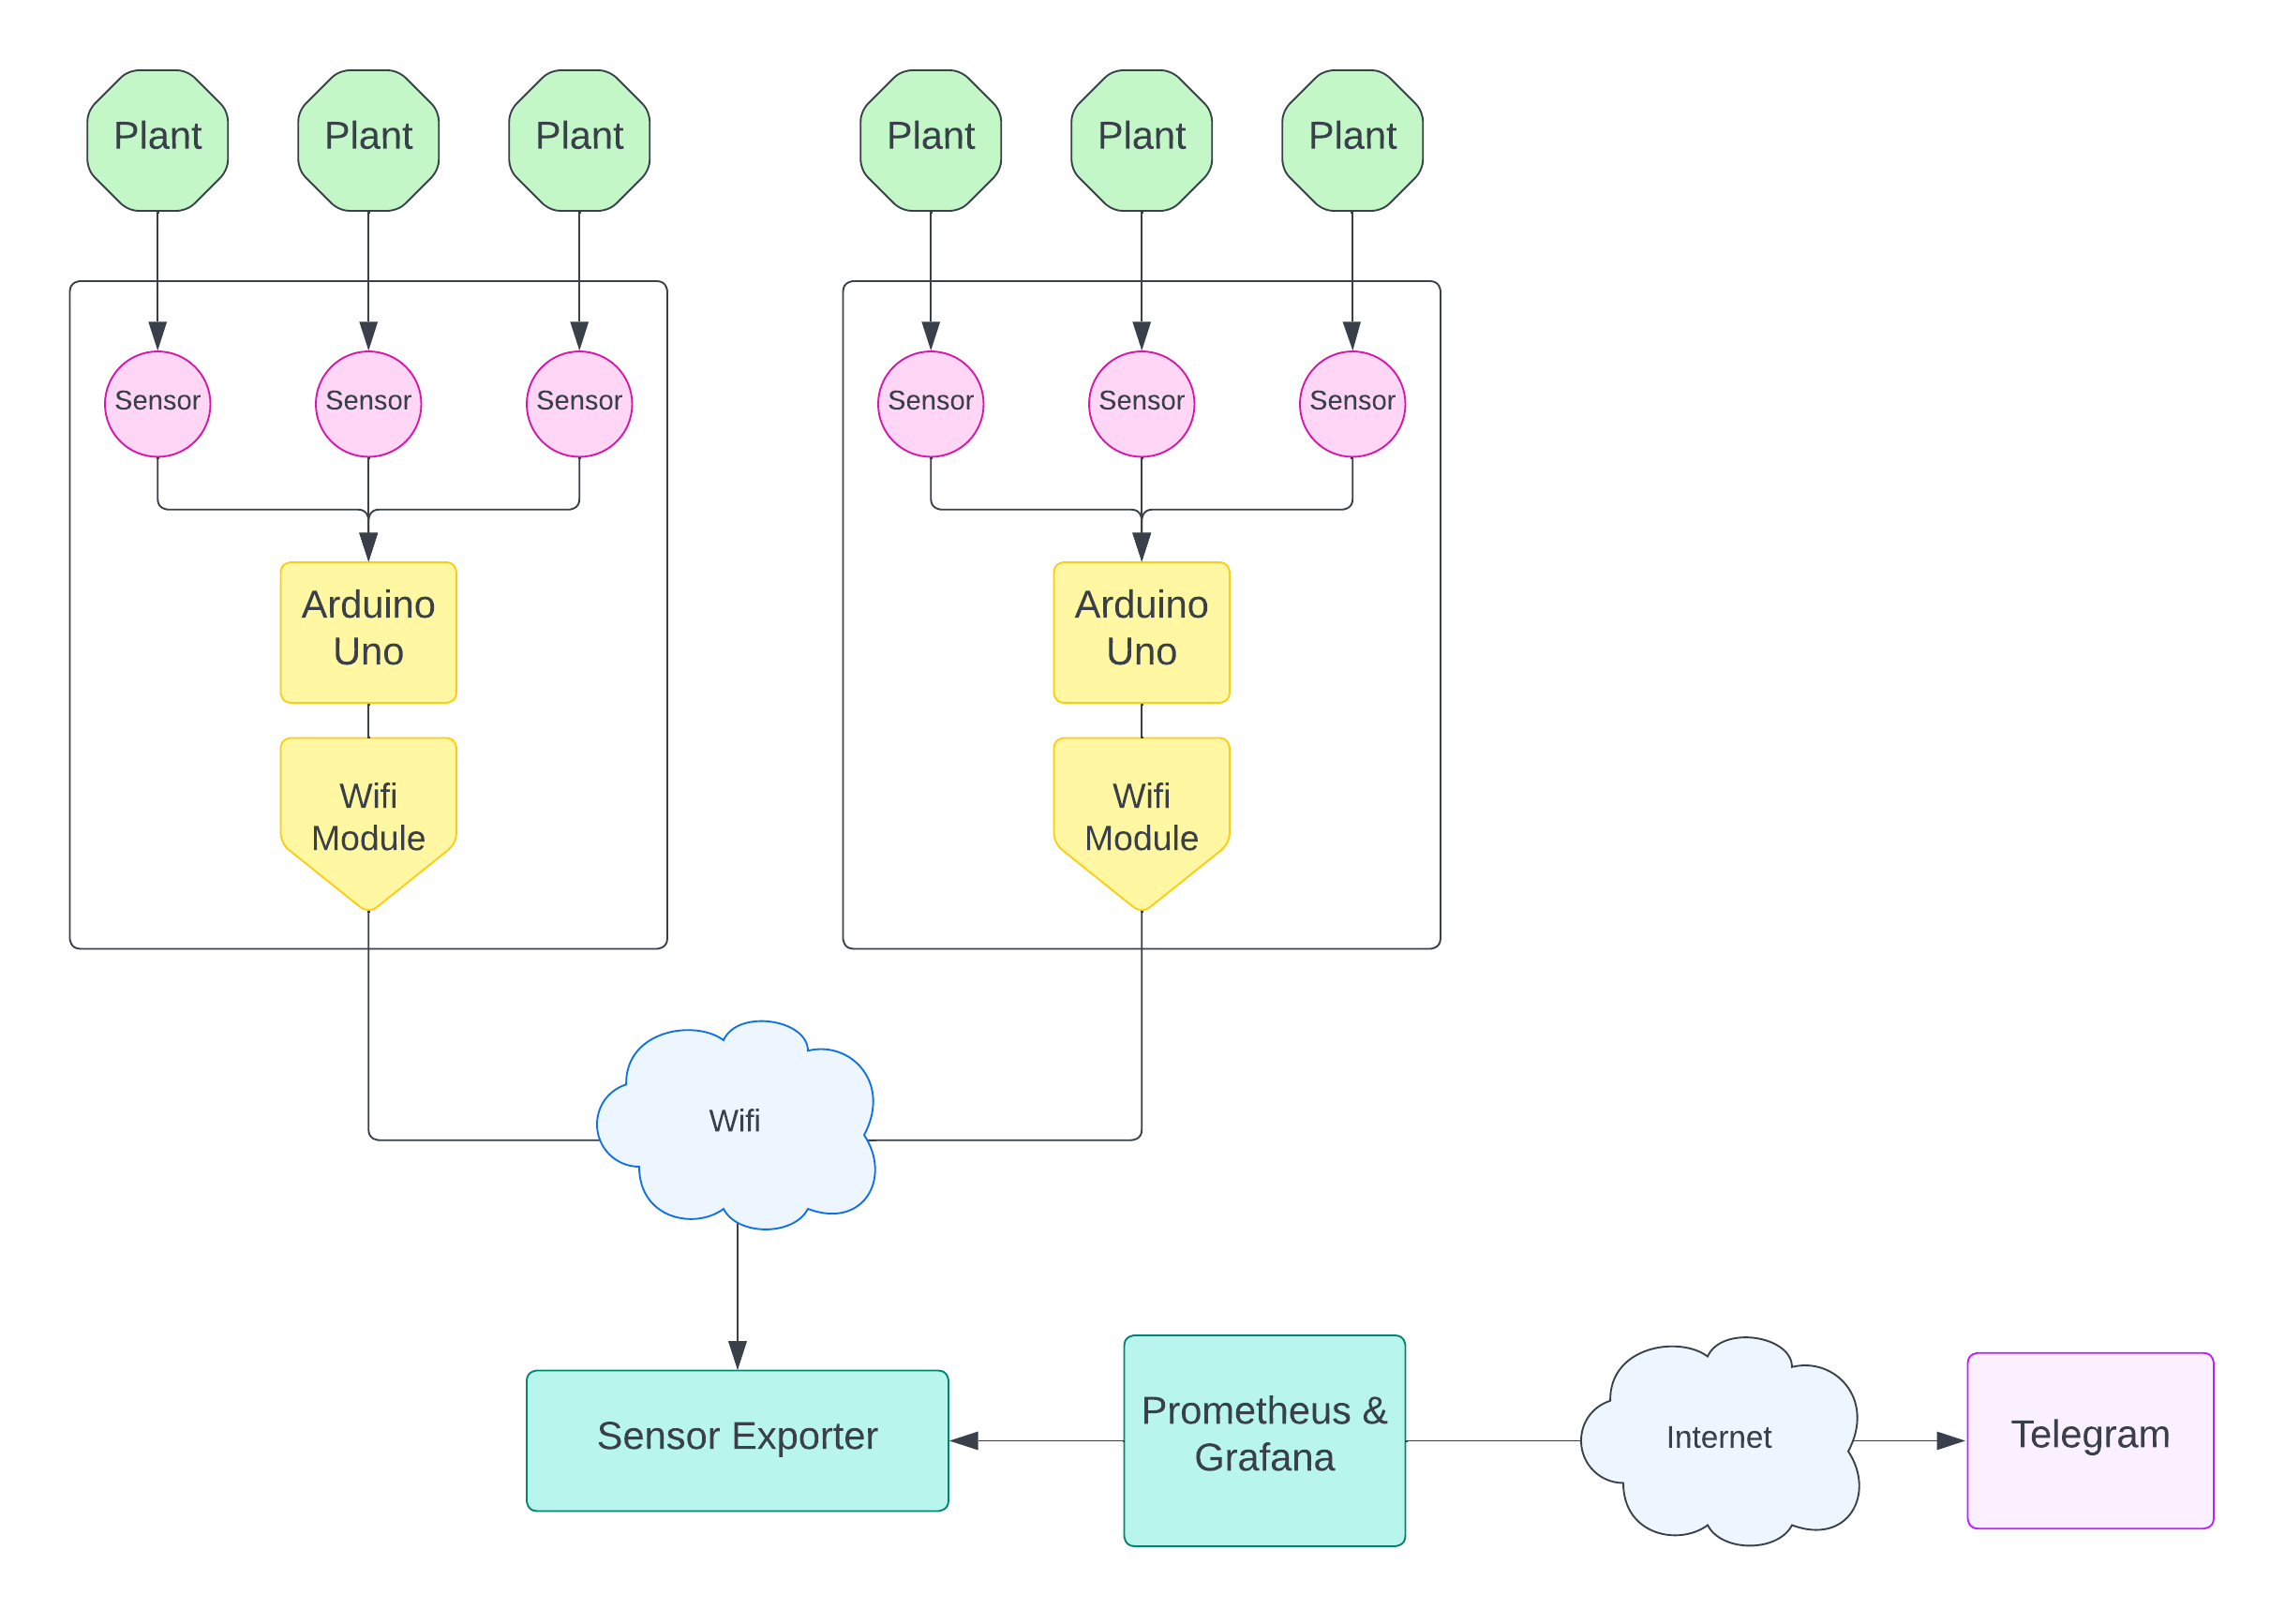 Plant
Plant
Plant
Plant
Plant
Plant
Sensor
Sensor
Sensor
Sensor
Sensor
Sensor
Arduino
Uno
Arduino
Uno
Wifi
Module
Wifi
Module
Wifi
Sensor Exporter
Prometheus &
Grafana
Internet
Telegram